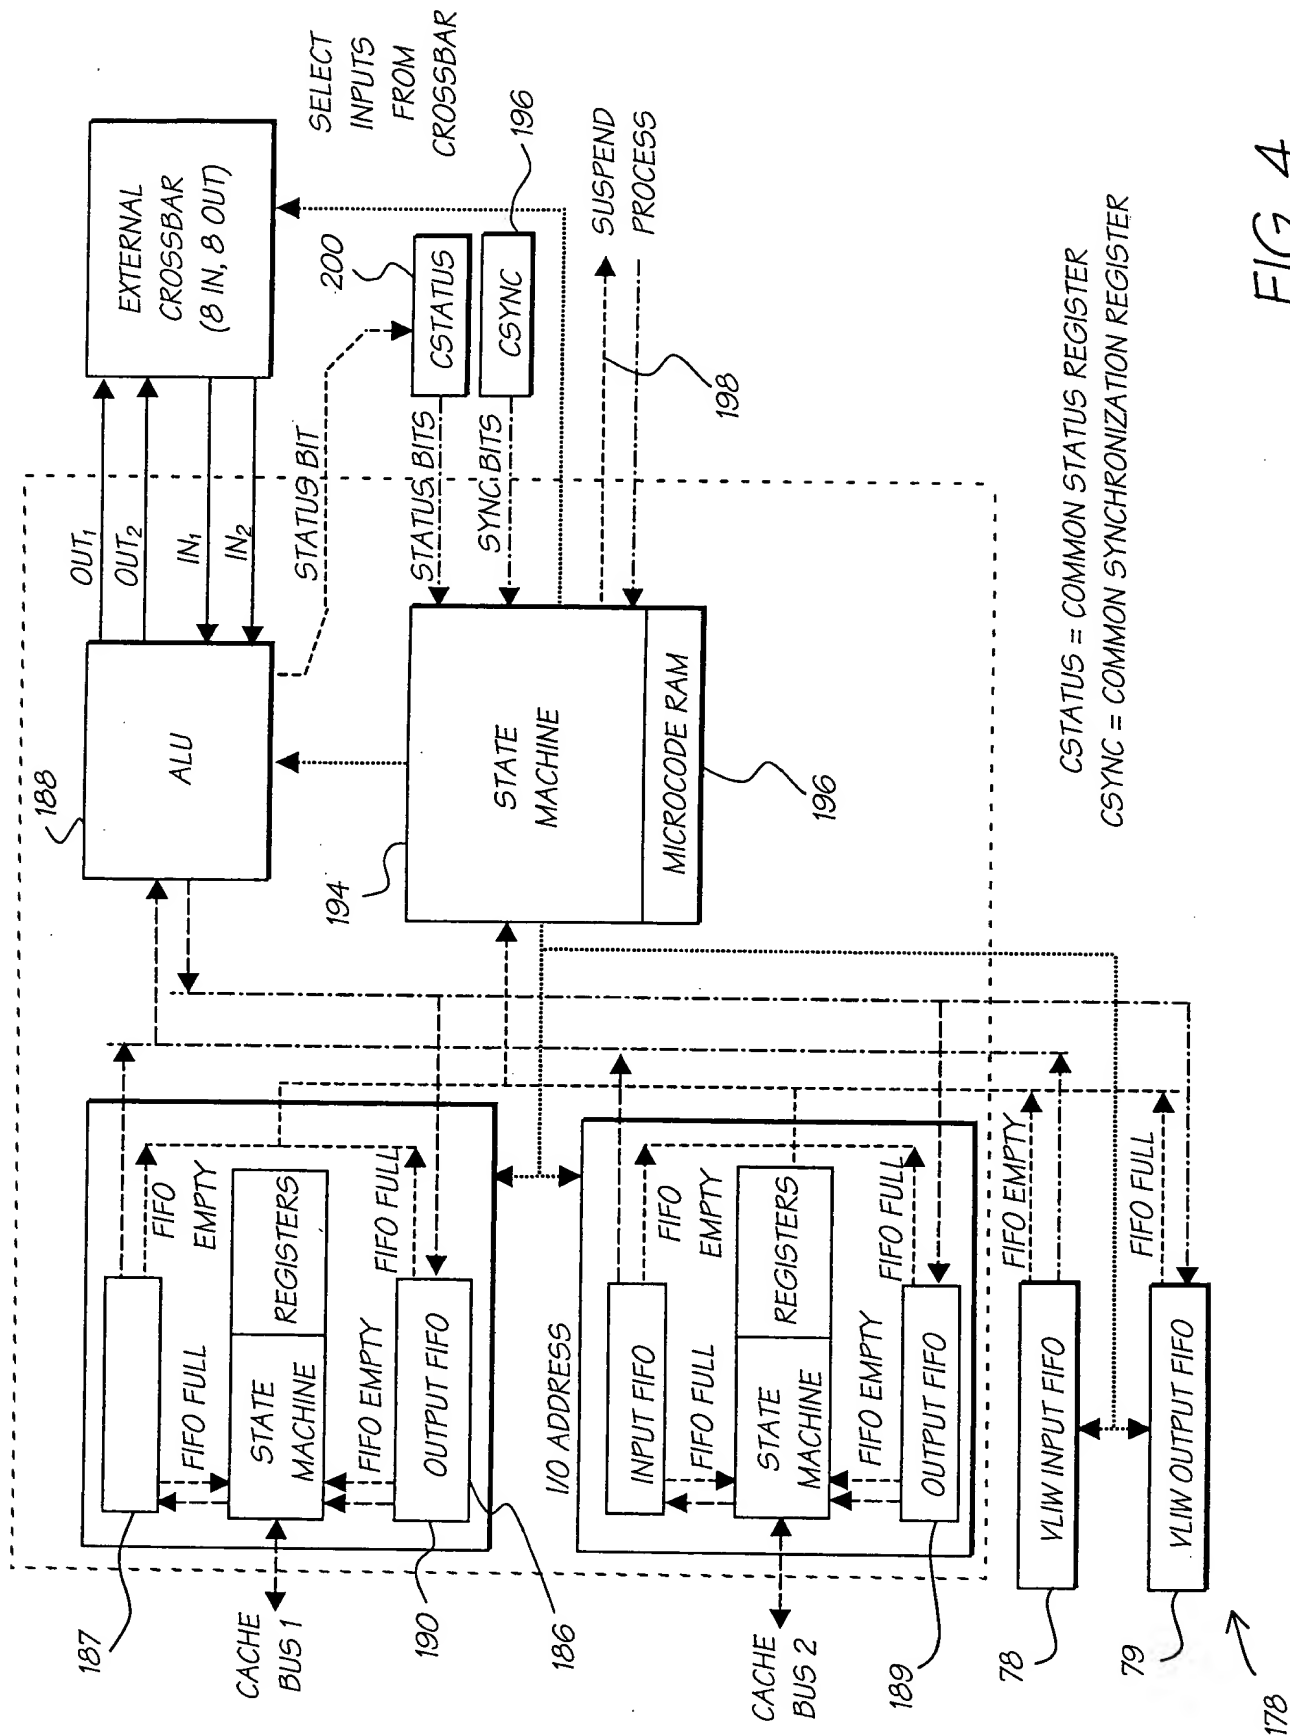 SELECT
INPUTS
FROM
CROSSBAR
EXTERNAL
CROSSBAR
(8 IN, 8 OUT)
OUT1
OUT2
IN1
IN2
STATUS BIT
200
CSTATUS
196
CSYNC
STATUS BITS
SYNC BITS
SUSPEND
PROCESS
198
188
ALU
194
STATE
MACHINE
MICROCODE RAM
196
CSTATUS = COMMON STATUS REGISTER
CSYNC = COMMON SYNCHRONIZATION REGISTER
FIFO
EMPTY
FIFO FULL
REGISTERS
STATE
MACHINE
FIFO FULL
FIFO EMPTY
OUTPUT FIFO
187
CACHE
BUS 1
190
186
I/O ADDRESS
INPUT FIFO
FIFO
EMPTY
FIFO FULL
REGISTERS
STATE
MACHINE
FIFO FULL
FIFO EMPTY
OUTPUT FIFO
CACHE
BUS 2
189
FIFO EMPTY
VLIW INPUT FIFO
78
FIFO FULL
VLIW OUTPUT FIFO
79
178
FIG. 4